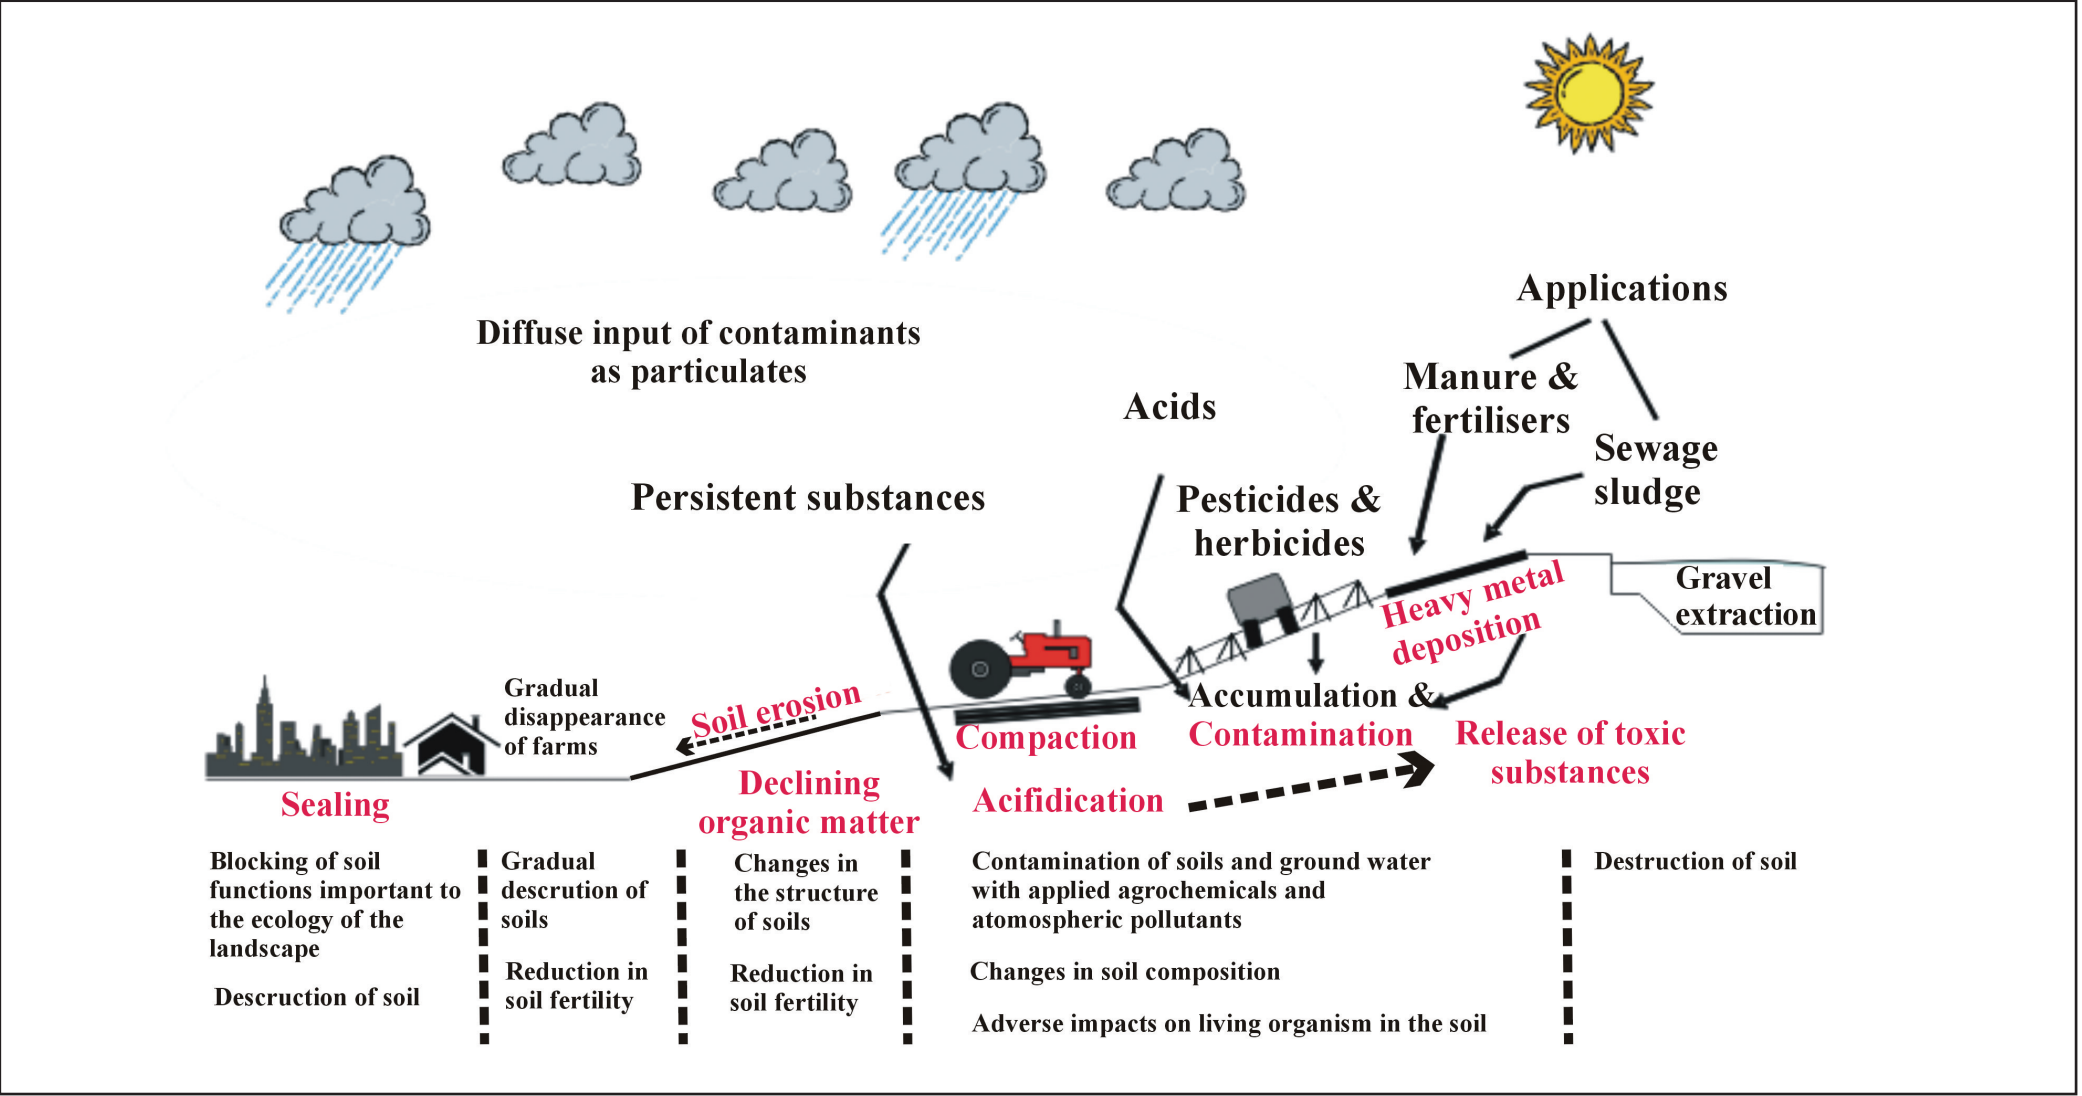 Applications
Diffuse input of contaminants
as particulates
Manure &
fertilisers
Acids
Sewage
sludge
Persistent substances
Pesticides &
herbicides
Gravel
extraction
Heavy metal
deposition
Gradual
disappearance
of farms
Soil erosion
Compaction
Accumulation &
Contamination
Release of toxic
substances
Sealing
Declining
organic matter
Acifidication
Blocking of soil
functions important to
the ecology of the
landscape
Descruction of soil
Gradual
descrution of
soils
Reduction in
soil fertility
Changes in
the structure
of soils
Reduction in
soil fertility
Contamination of soils and ground water
with applied agrochemicals and
atomospheric pollutants
Changes in soil composition
Adverse impacts on living organism in the soil
Destruction of soil